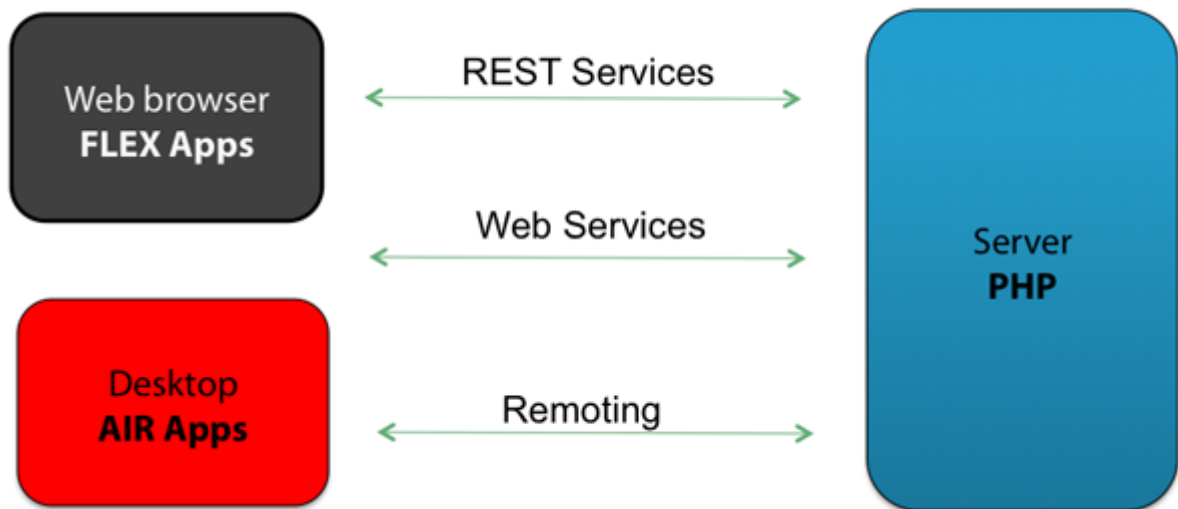 Web browser
FLEX Apps
REST Services
Web Services
Server
PHP
Desktop
AIR Apps
Remoting